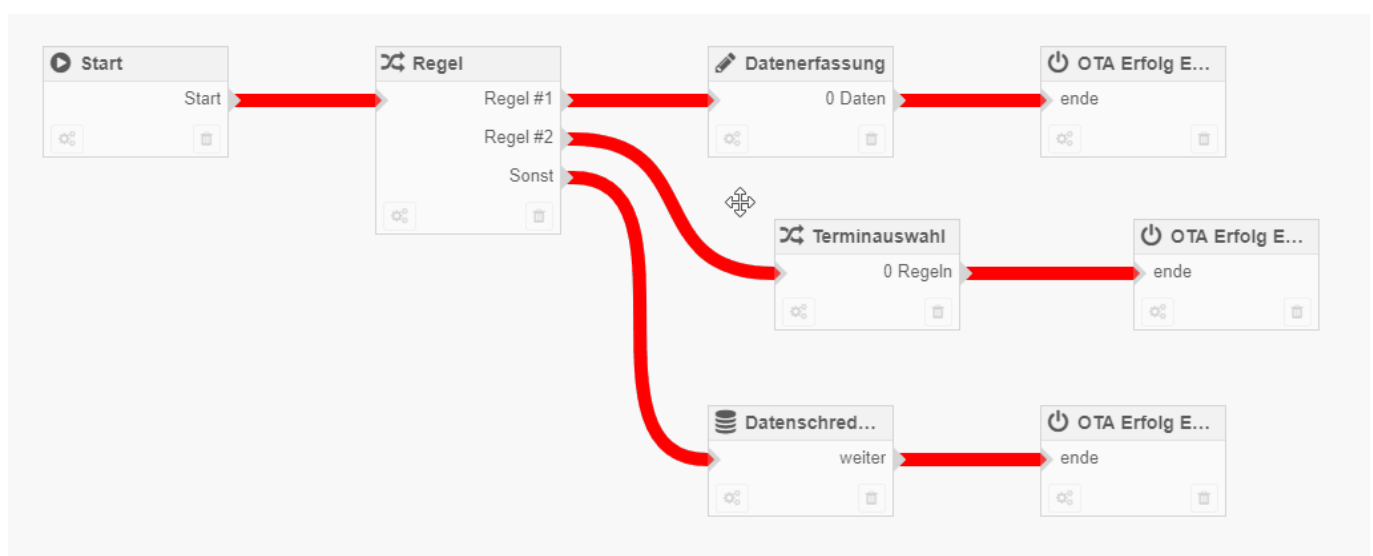 Start
Start
Regel
Regel #1
Regel #2
Sonst
Datenerfassung
0 Daten
OTA Erfolg E...
ende
Terminauswahl
0 Regeln
OTA Erfolg E...
ende
Datenschred...
weiter
OTA Erfolg E...
ende